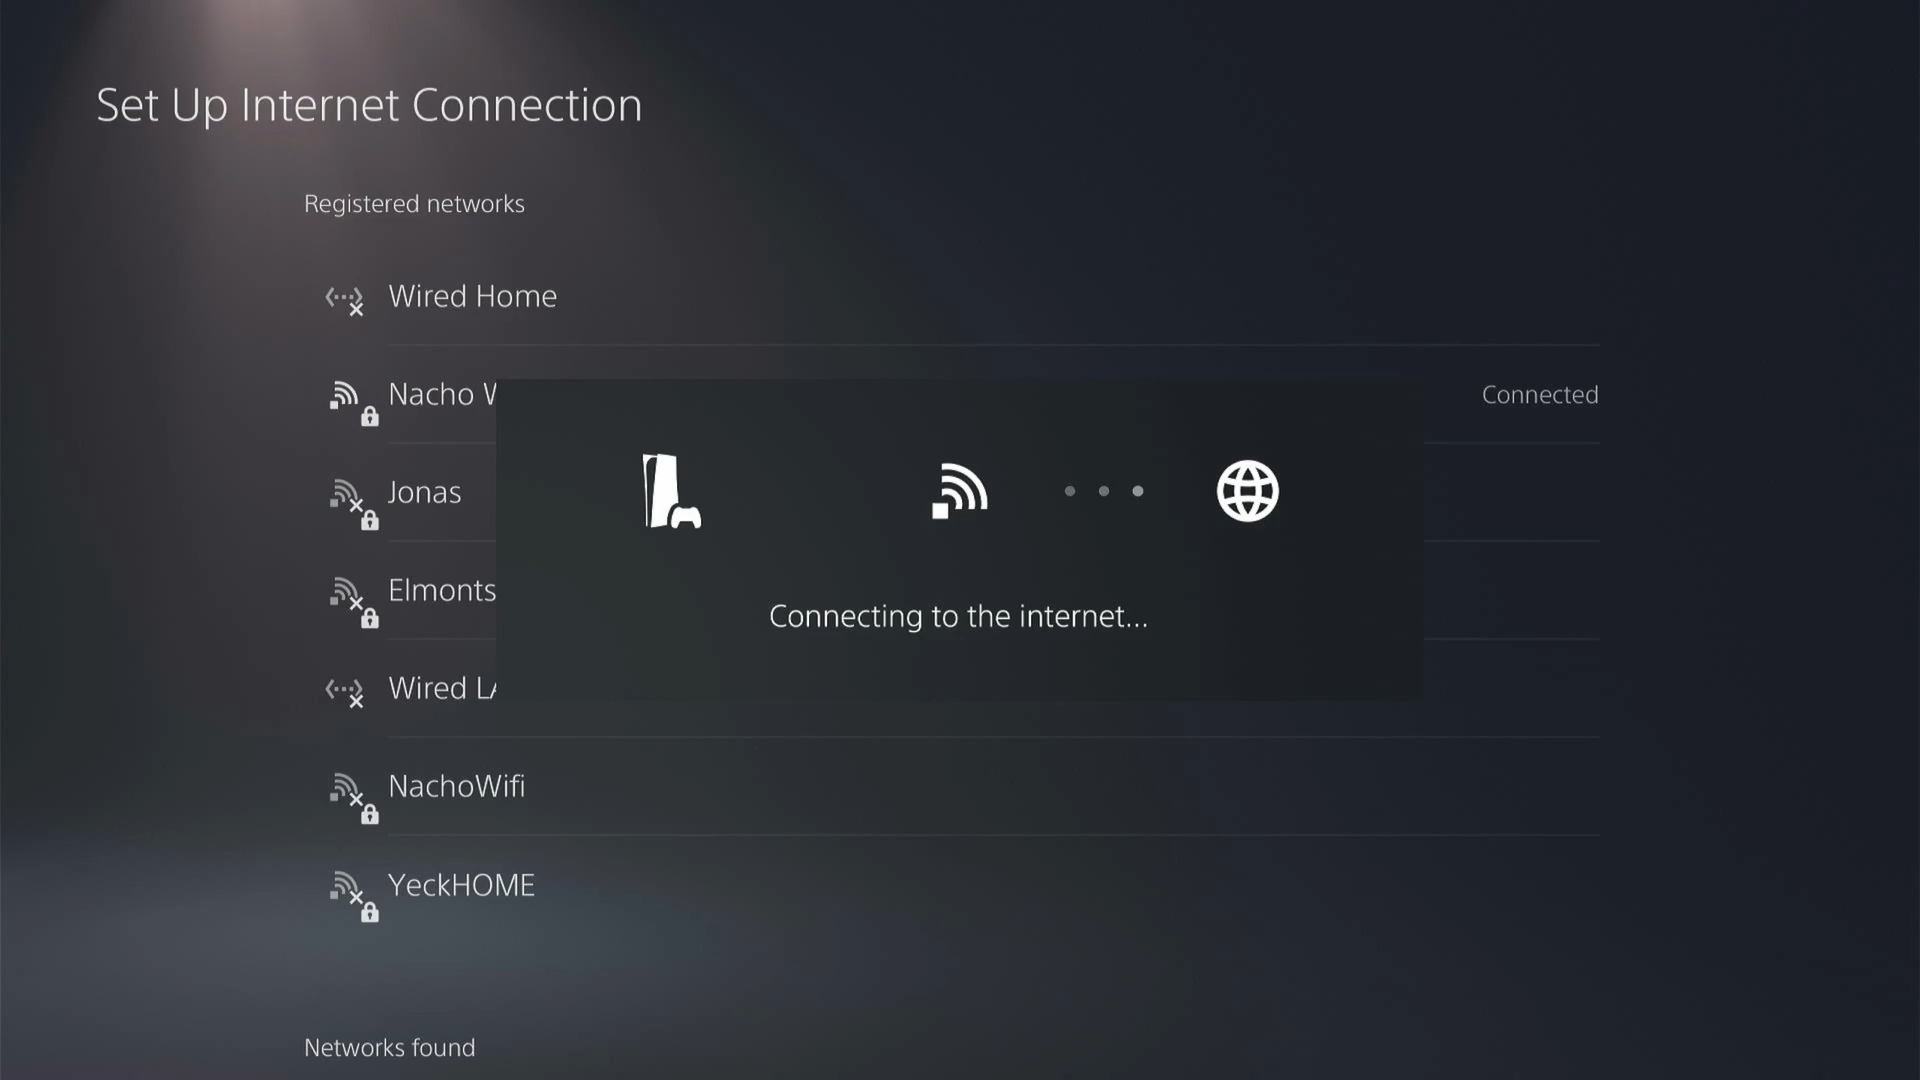 Set Up Internet Connection
Registered networks
Wired Home
Nacho
Connected
Jonas
Elmonts
Connecting to the internet...
Wired
NachoWifi
YeckHOME
Networks found